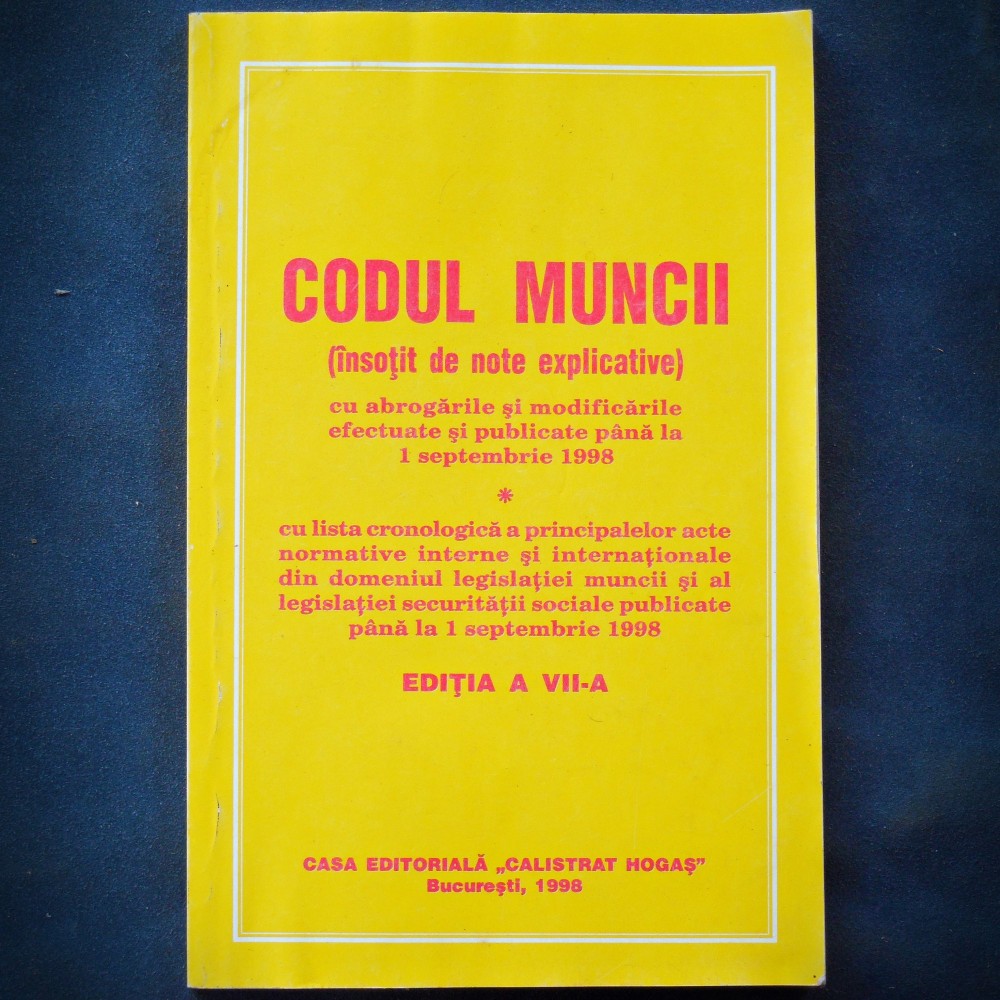 CODUL MUNCII
(însoţit de note explicative)
cu abrogările şi modificările
efectuate şi publicate până la
1 septembrie 1998
*
cu lista cronologică a principalelor acte
normative interne şi internaţionale
din domeniul legislaţiei muncii şi al
legislaţiei securităţii sociale publicate
până la 1 septembrie 1998
EDIŢIA A VII-A
CASA EDITORIALĂ „CALISTRAT HOGAŞ”
Bucureşti, 1998